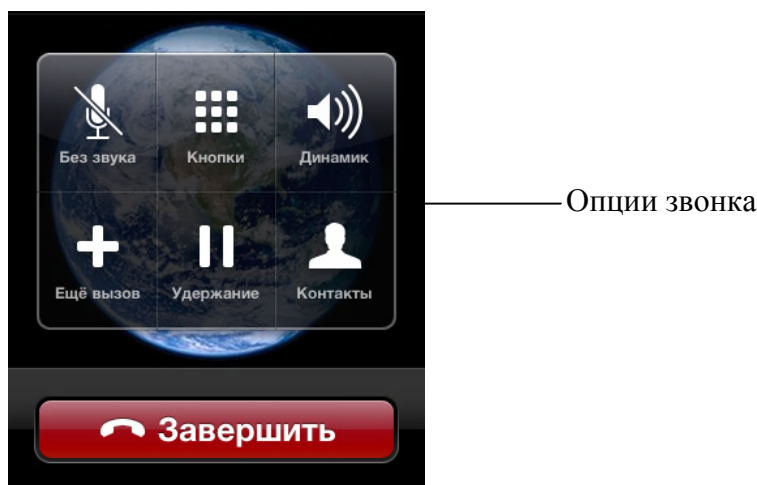 Без звука Кнопки Динамик
Опции звонка
Ещё вызов Удержание Контакты
Завершить